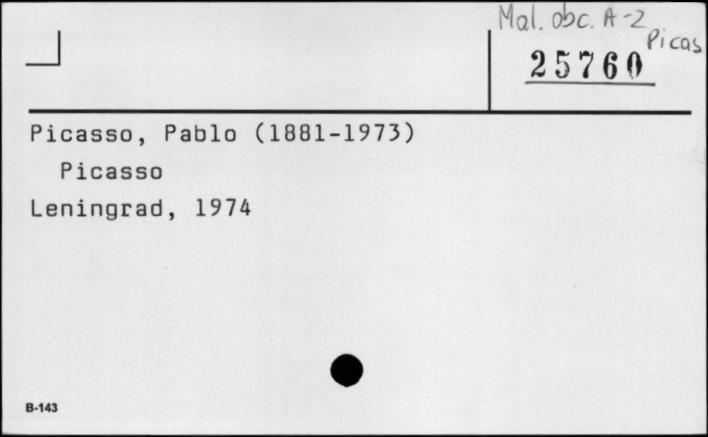 Mal. obc. A-2
Picas
25760
Picasso, Pablo (1881-1973)
Picasso
Leningrad, 1974
B-143